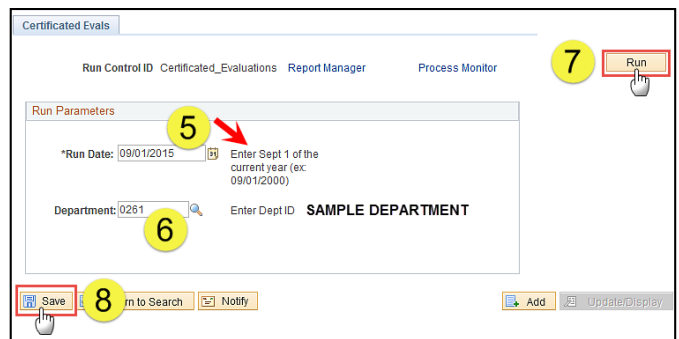 Certificated Evals
Run Control ID Certificated_Evaluations Report Manager Process Monitor
7 Run
Run Parameters
5
*Run Date: 09/01/2015 31 Enter Sept 1 of the
current year (ex:
09/01/2000)
Department: 0261 Enter Dept ID SAMPLE DEPARTMENT
6
Save 8 rn to Search Notify Add Update/Display